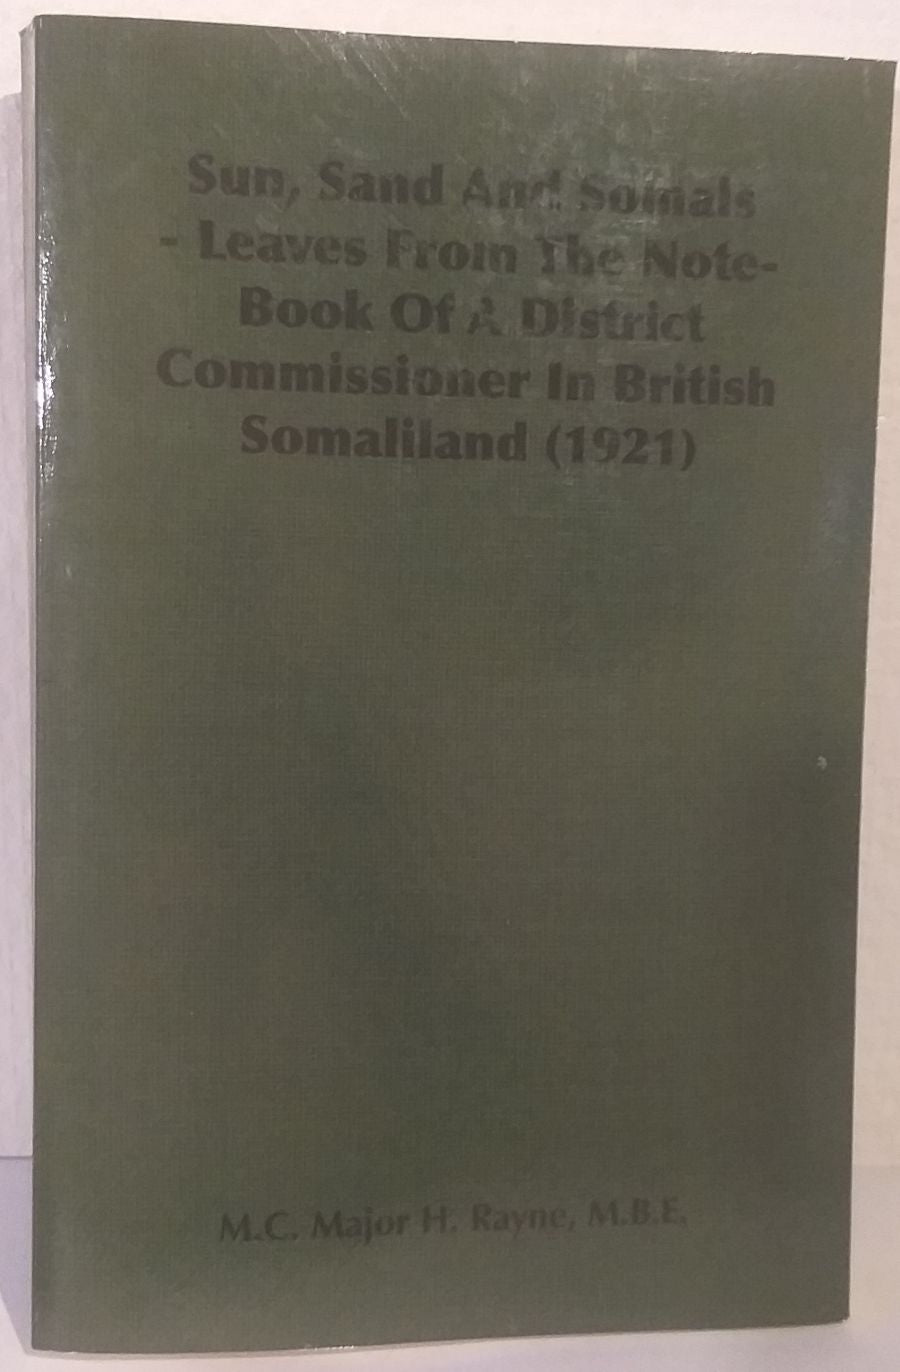 Sun, Sand And Somals
- Leaves From The Note-
Book Of A District
Commissioner In British
Somaliland (1921)
M.C. Major H. Rayne, M.B.E.